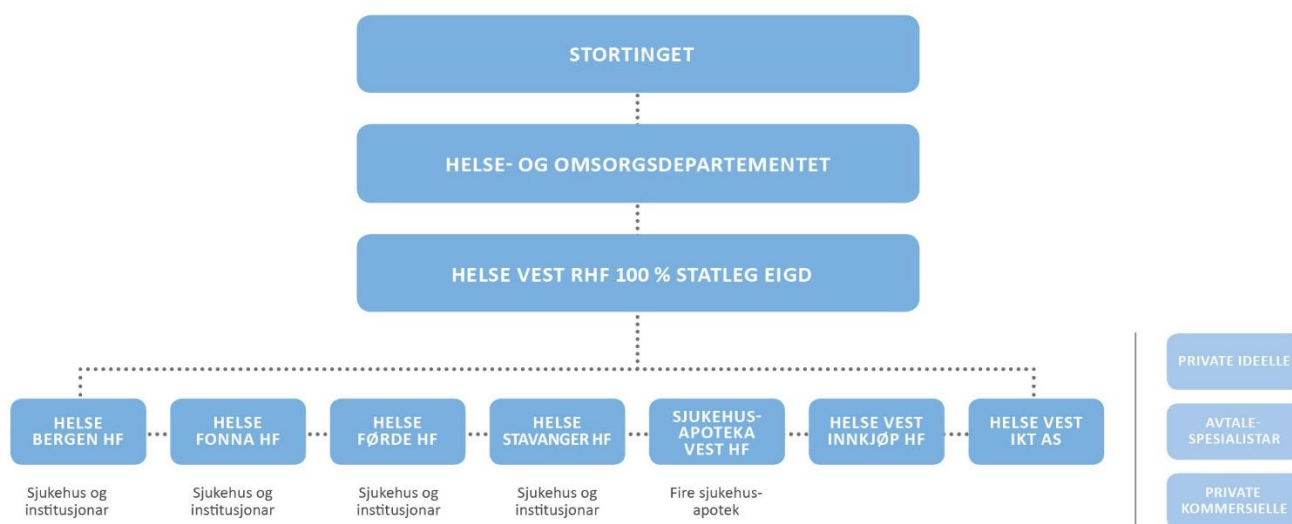 STORTINGET
HELSE- OG OMSORGSDEPARTEMENTET
HELSE VEST RHF 100 % STATLEG EIGD
HELSE
BERGEN HF
HELSE
FONNA HF
HELSE
FØRDE HF
HELSE
STAVANGER HF
SJUKEHUS-
APOTEKA
VEST HF
HELSE VEST
INNKJØP HF
HELSE VEST
IKT AS
Sjukehus og
institusjonar
Sjukehus og
institusjonar
Sjukehus og
institusjonar
Sjukehus og
institusjonar
Fire sjukehus-
apotek
PRIVATE IDEELLE
AVTALE-
SPESIALISTAR
PRIVATE
KOMMERSIELLE